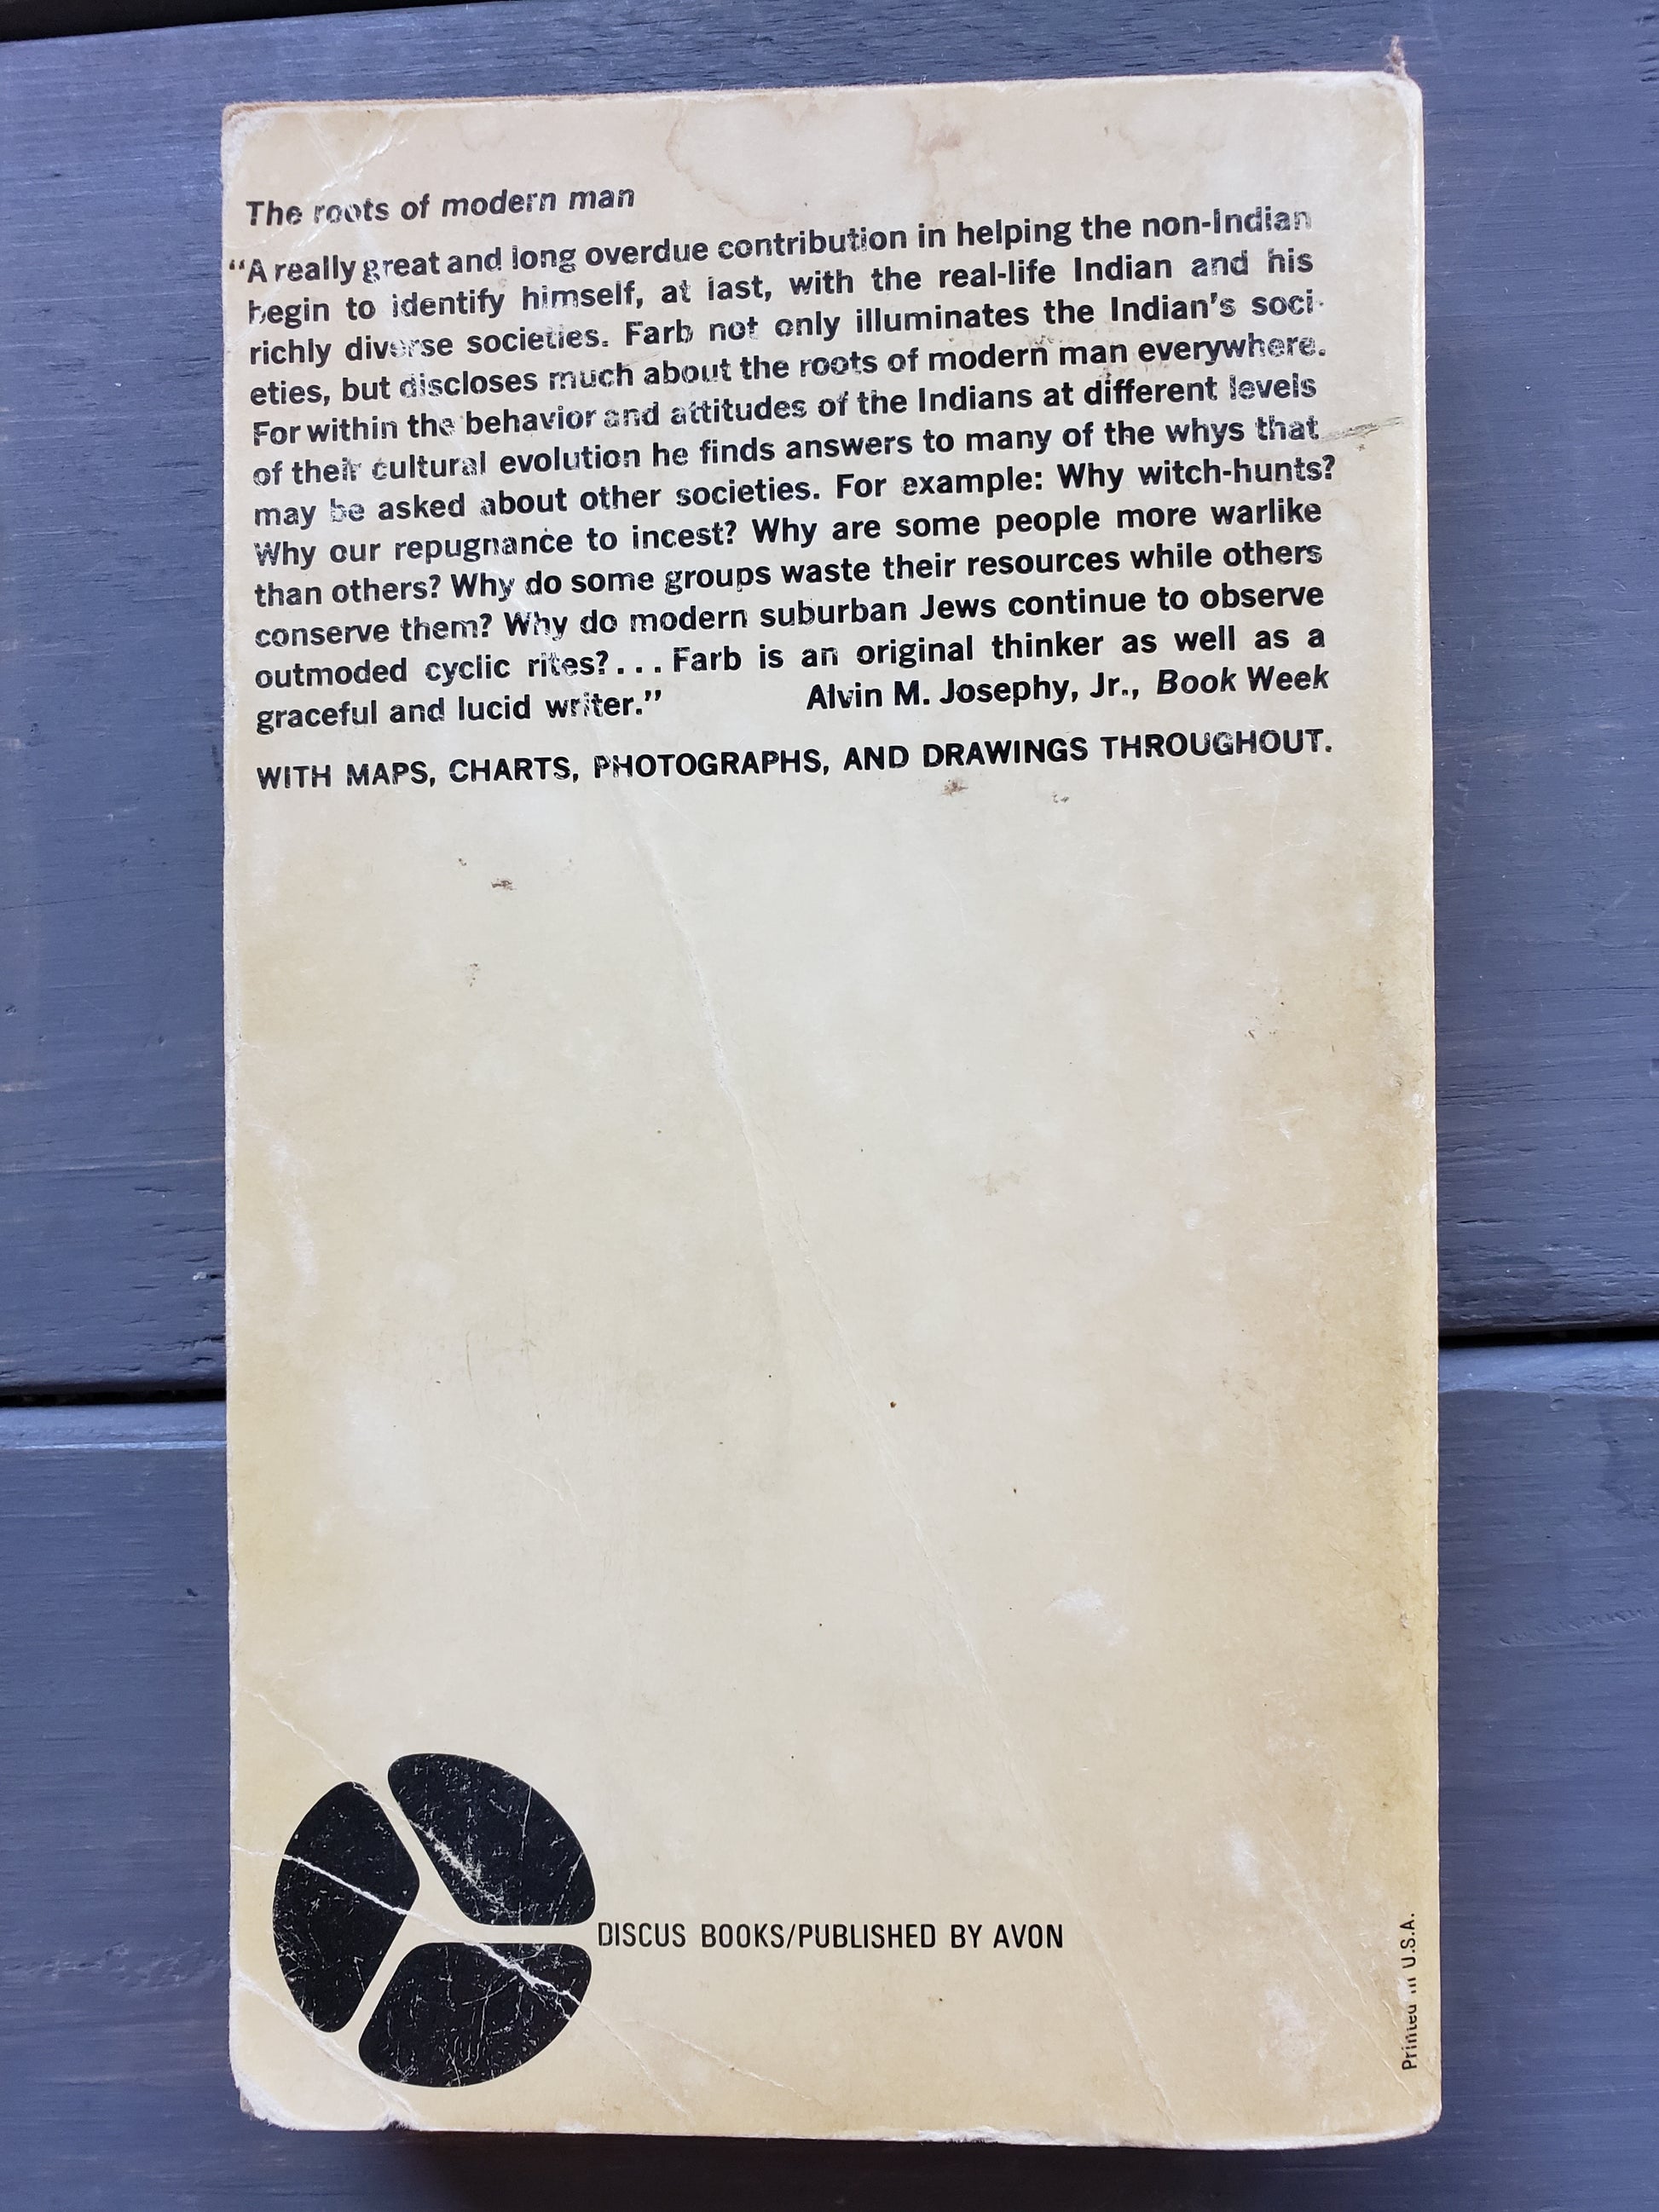 The roots of modern man
“A really great and long overdue contribution in helping the non-Indian
begin to identify himself, at last, with the real-life Indian and his
richly diverse societies. Farb not only illuminates the Indian's soci-
eties, but discloses much about the roots of modern man everywhere.
For within the behavior and attitudes of the Indians at different levels
of their cultural evolution he finds answers to many of the whys that
may be asked about other societies. For example: Why witch-hunts?
Why our repugnance to incest? Why are some people more warlike
than others? Why do some groups waste their resources while others
conserve them? Why do modern suburban Jews continue to observe
outmoded cyclic rites?... Farb is an original thinker as well as a
graceful and lucid writer.” Alvin M. Josephy, Jr., Book Week
WITH MAPS, CHARTS, PHOTOGRAPHS, AND DRAWINGS THROUGHOUT.
DISCUS BOOKS/PUBLISHED BY AVON
Printed in U.S.A.